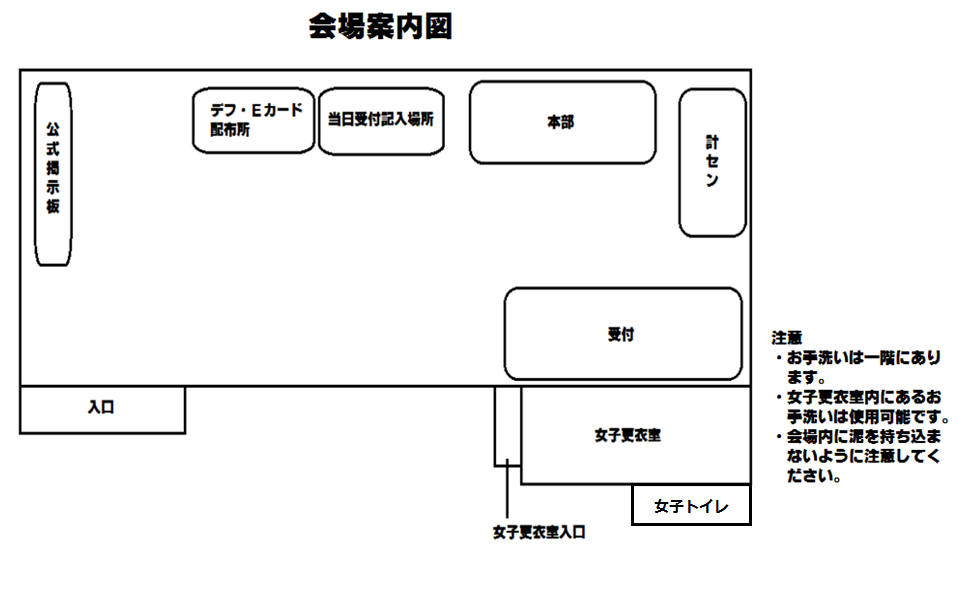 会場案内図
公式掲示板
デフ・Eカード
配布所
当日受付記入場所
本部
計セン
受付
入口
女子更衣室
女子トイレ
女子更衣室入口
注意
・お手洗いは一階にあり
ます。
・女子更衣室内にあるお
手洗いは使用可能です。
・会場内に泥を持ち込ま
ないように注意してく
ださい。